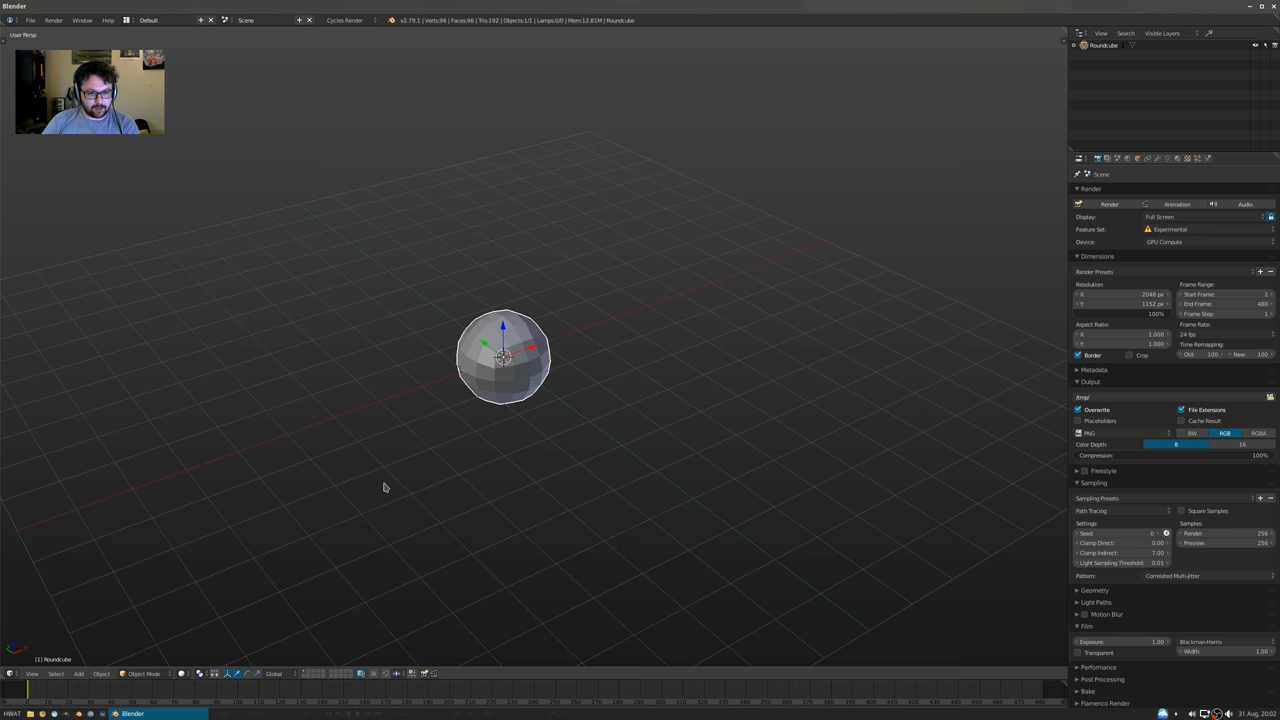 Blender
File Render Window Help Default Scene Cycles Render v2.79.1 | Verts:98 | Faces:96 | Tris:192 | Objects:1/1 | Lamps:0/0 | Mem:12.81M | Roundcube
User Persp
View Search Visible Layers
Roundcube
Scene
Render
Render Animation Audio
Display: Full Screen
Feature Set: Experimental
Device: GPU Compute
Dimensions
Render Presets
Resolution: Frame Range:
X: 2048 px Start Frame: 1
Y: 1152 px End Frame: 480
100% Frame Step: 1
Aspect Ratio: Frame Rate:
X: 1.000 24 fps
Y: 1.000 Time Remapping:
Border Crop Old: 100 New: 100
Metadata
Output
/tmp/
Overwrite File Extensions
Placeholders Cache Result
PNG BW RGB RGBA
Color Depth: 8 16
Compression: 100%
Freestyle
Sampling
Sampling Presets
Path Tracing Square Samples
Settings: Samples:
Seed: 0 Render: 256
Clamp Direct: 0.00 Preview: 256
Clamp Indirect: 7.00
Light Sampling Threshold: 0.01
Pattern: Correlated Multi-Jitter
Geometry
Light Paths
Motion Blur
Film
Exposure: 1.00 Blackman-Harris
Transparent Width: 1.50
Performance
Post Processing
Bake
Flamenco Render
(1) Roundcube
View Select Add Object Object Mode Global
HWAT Blender 31 Aug, 20:02